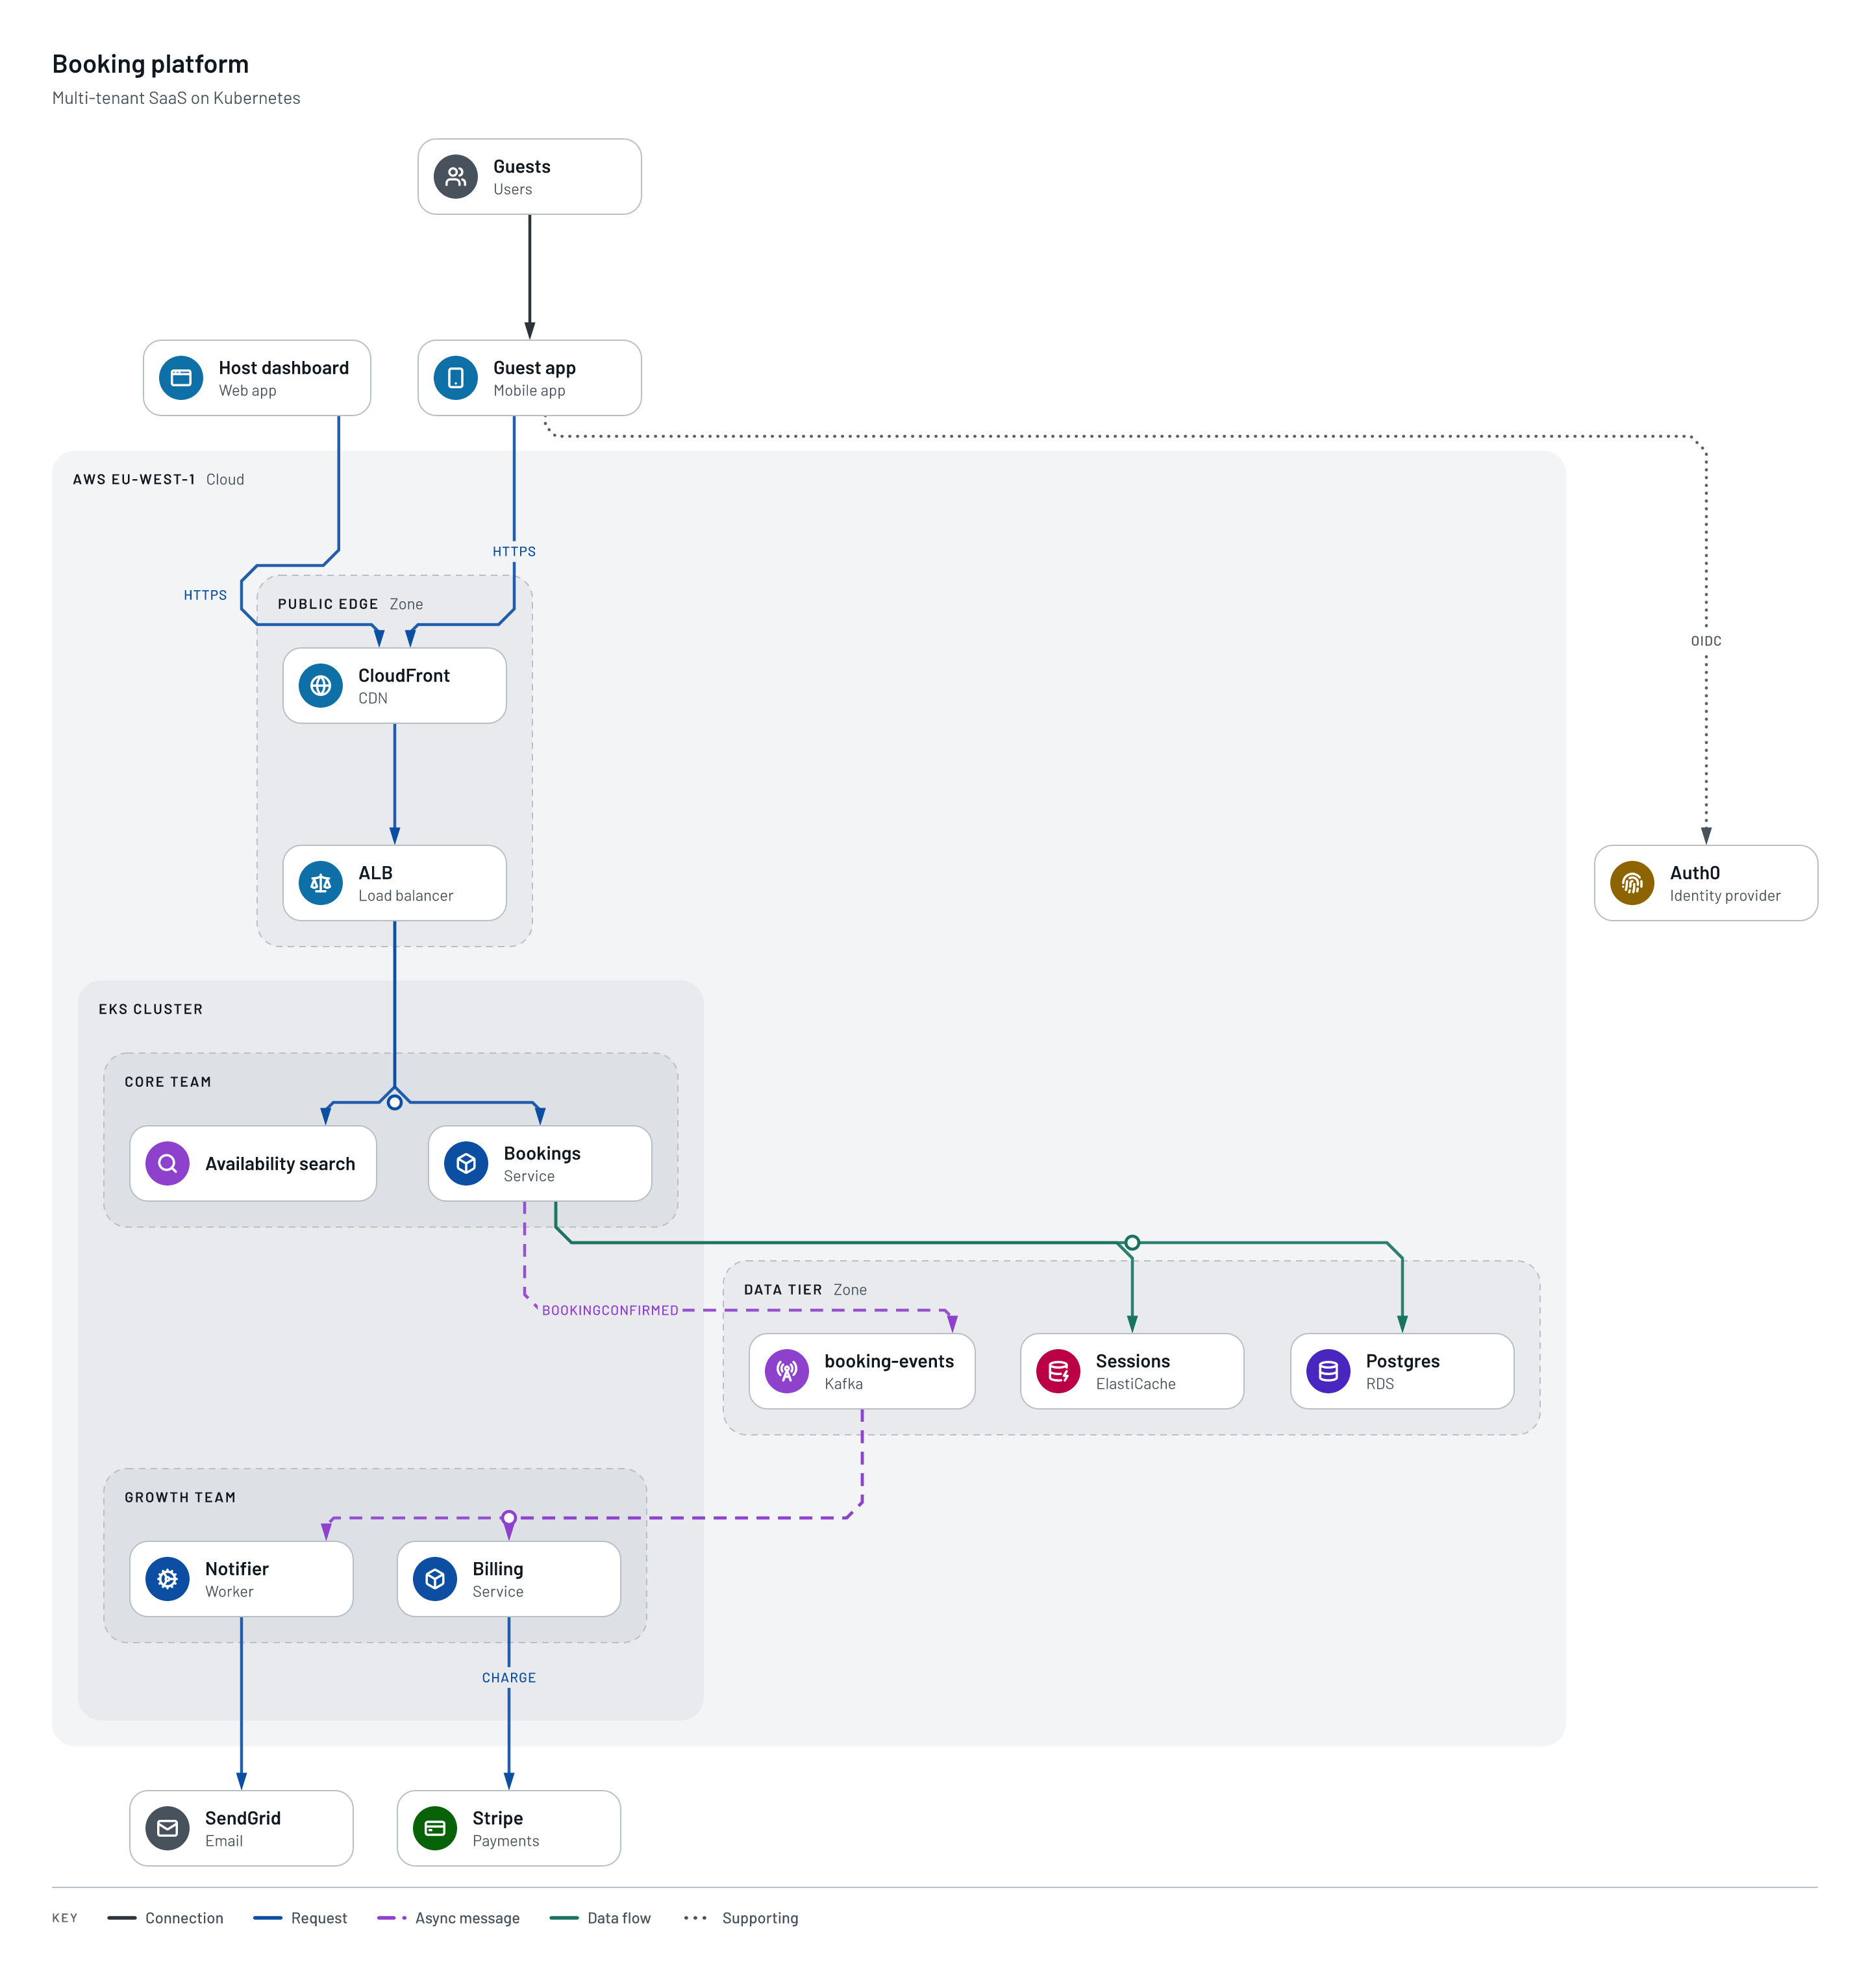 Booking platform
Multi-tenant SaaS on Kubernetes
Guests
Users
Host dashboard
Web app
Guest app
Mobile app
AWS EU-WEST-1 Cloud
HTTPS
HTTPS
PUBLIC EDGE Zone
OIDC
CloudFront
CDN
ALB
Load balancer
Auth0
Identity provider
EKS CLUSTER
CORE TEAM
Availability search
Bookings
Service
DATA TIER Zone
BOOKINGCONFIRMED
booking-events
Kafka
Sessions
ElastiCache
Postgres
RDS
GROWTH TEAM
Notifier
Worker
Billing
Service
CHARGE
SendGrid
Email
Stripe
Payments
KEY Connection Request Async message Data flow Supporting